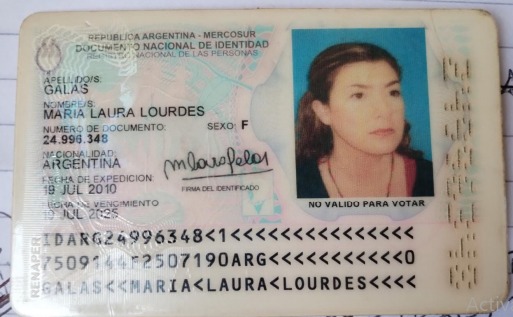 REPUBLICA ARGENTINA - MERCOSUR
DOCUMENTO NACIONAL DE IDENTIDAD
REGISTRO NACIONAL DE LAS PERSONAS
APELLIDO/S:
GALAS
NOMBRE/S:
MARIA LAURA LOURDES
NUMERO DE DOCUMENTO: SEXO: F
24.996.348
NACIONALIDAD:
ARGENTINA
FECHA DE EXPEDICION:
19 JUL 2010
FIRMA DEL IDENTIFICADO
FECHA DE VENCIMIENTO
19 JUL 2025
NO VALIDO PARA VOTAR
RENAPER
IDARG24996348<1<<<<<<<<<<<<<<<
7509144F2507190ARG<<<<<<<<<<<0
GALAS<<MARIA<LAURA<LOURDES<<<<
Activ